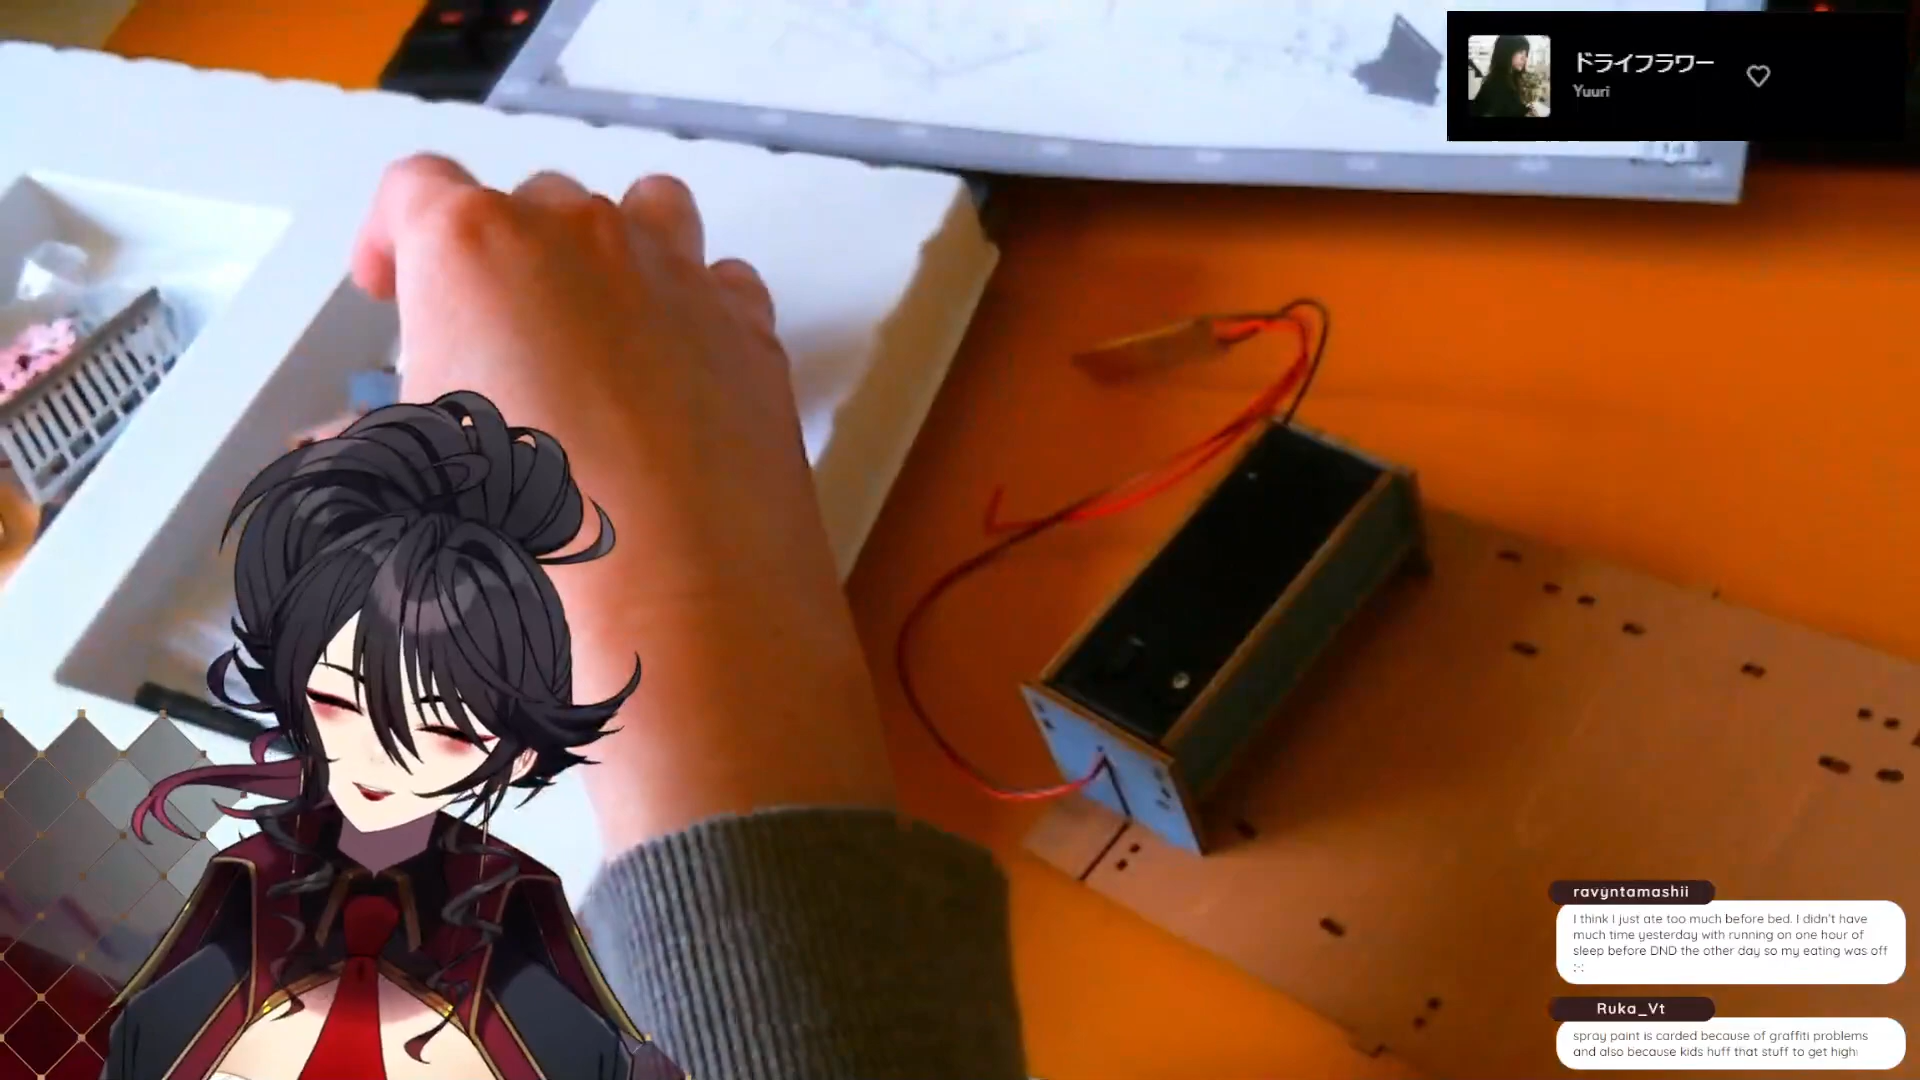 ドライフラワー
Yuuri
ravyntamashii
I think I just ate too much before bed. I didn't have
much time yesterday with running on one hour of
sleep before DND the other day so my eating was off
:-:
Ruka_Vt
spray paint is carded because of graffiti problems
and also because kids huff that stuff to get high